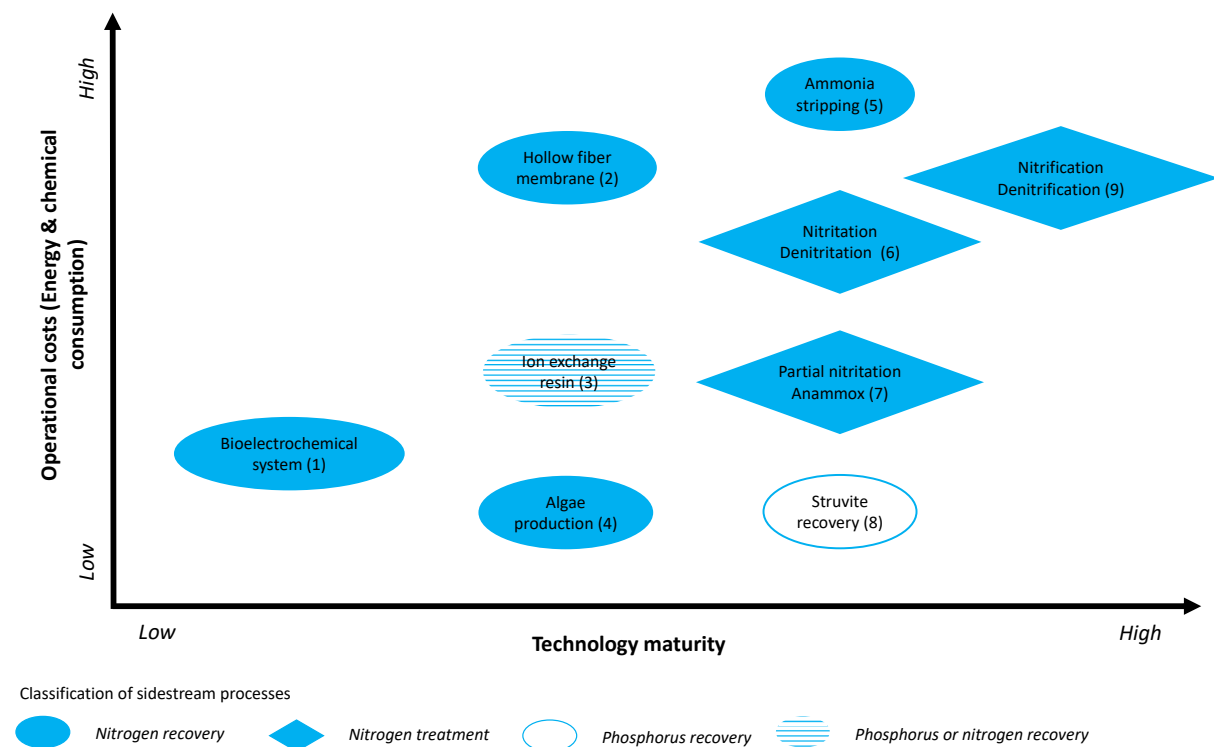 High
Operational costs (Energy & chemical
consumption)
Low
Ammonia
stripping (5)
Hollow fiber
membrane (2)
Nitrification
Denitrification (9)
Nitritation
Denitritation (6)
Ion exchange
resin (3)
Partial nitritation
Anammox (7)
Bioelectrochemical
system (1)
Algae
production (4)
Struvite
recovery (8)
Low
Technology maturity
High
Classification of sidestream processes
Nitrogen recovery
Nitrogen treatment
Phosphorus recovery
Phosphorus or nitrogen recovery